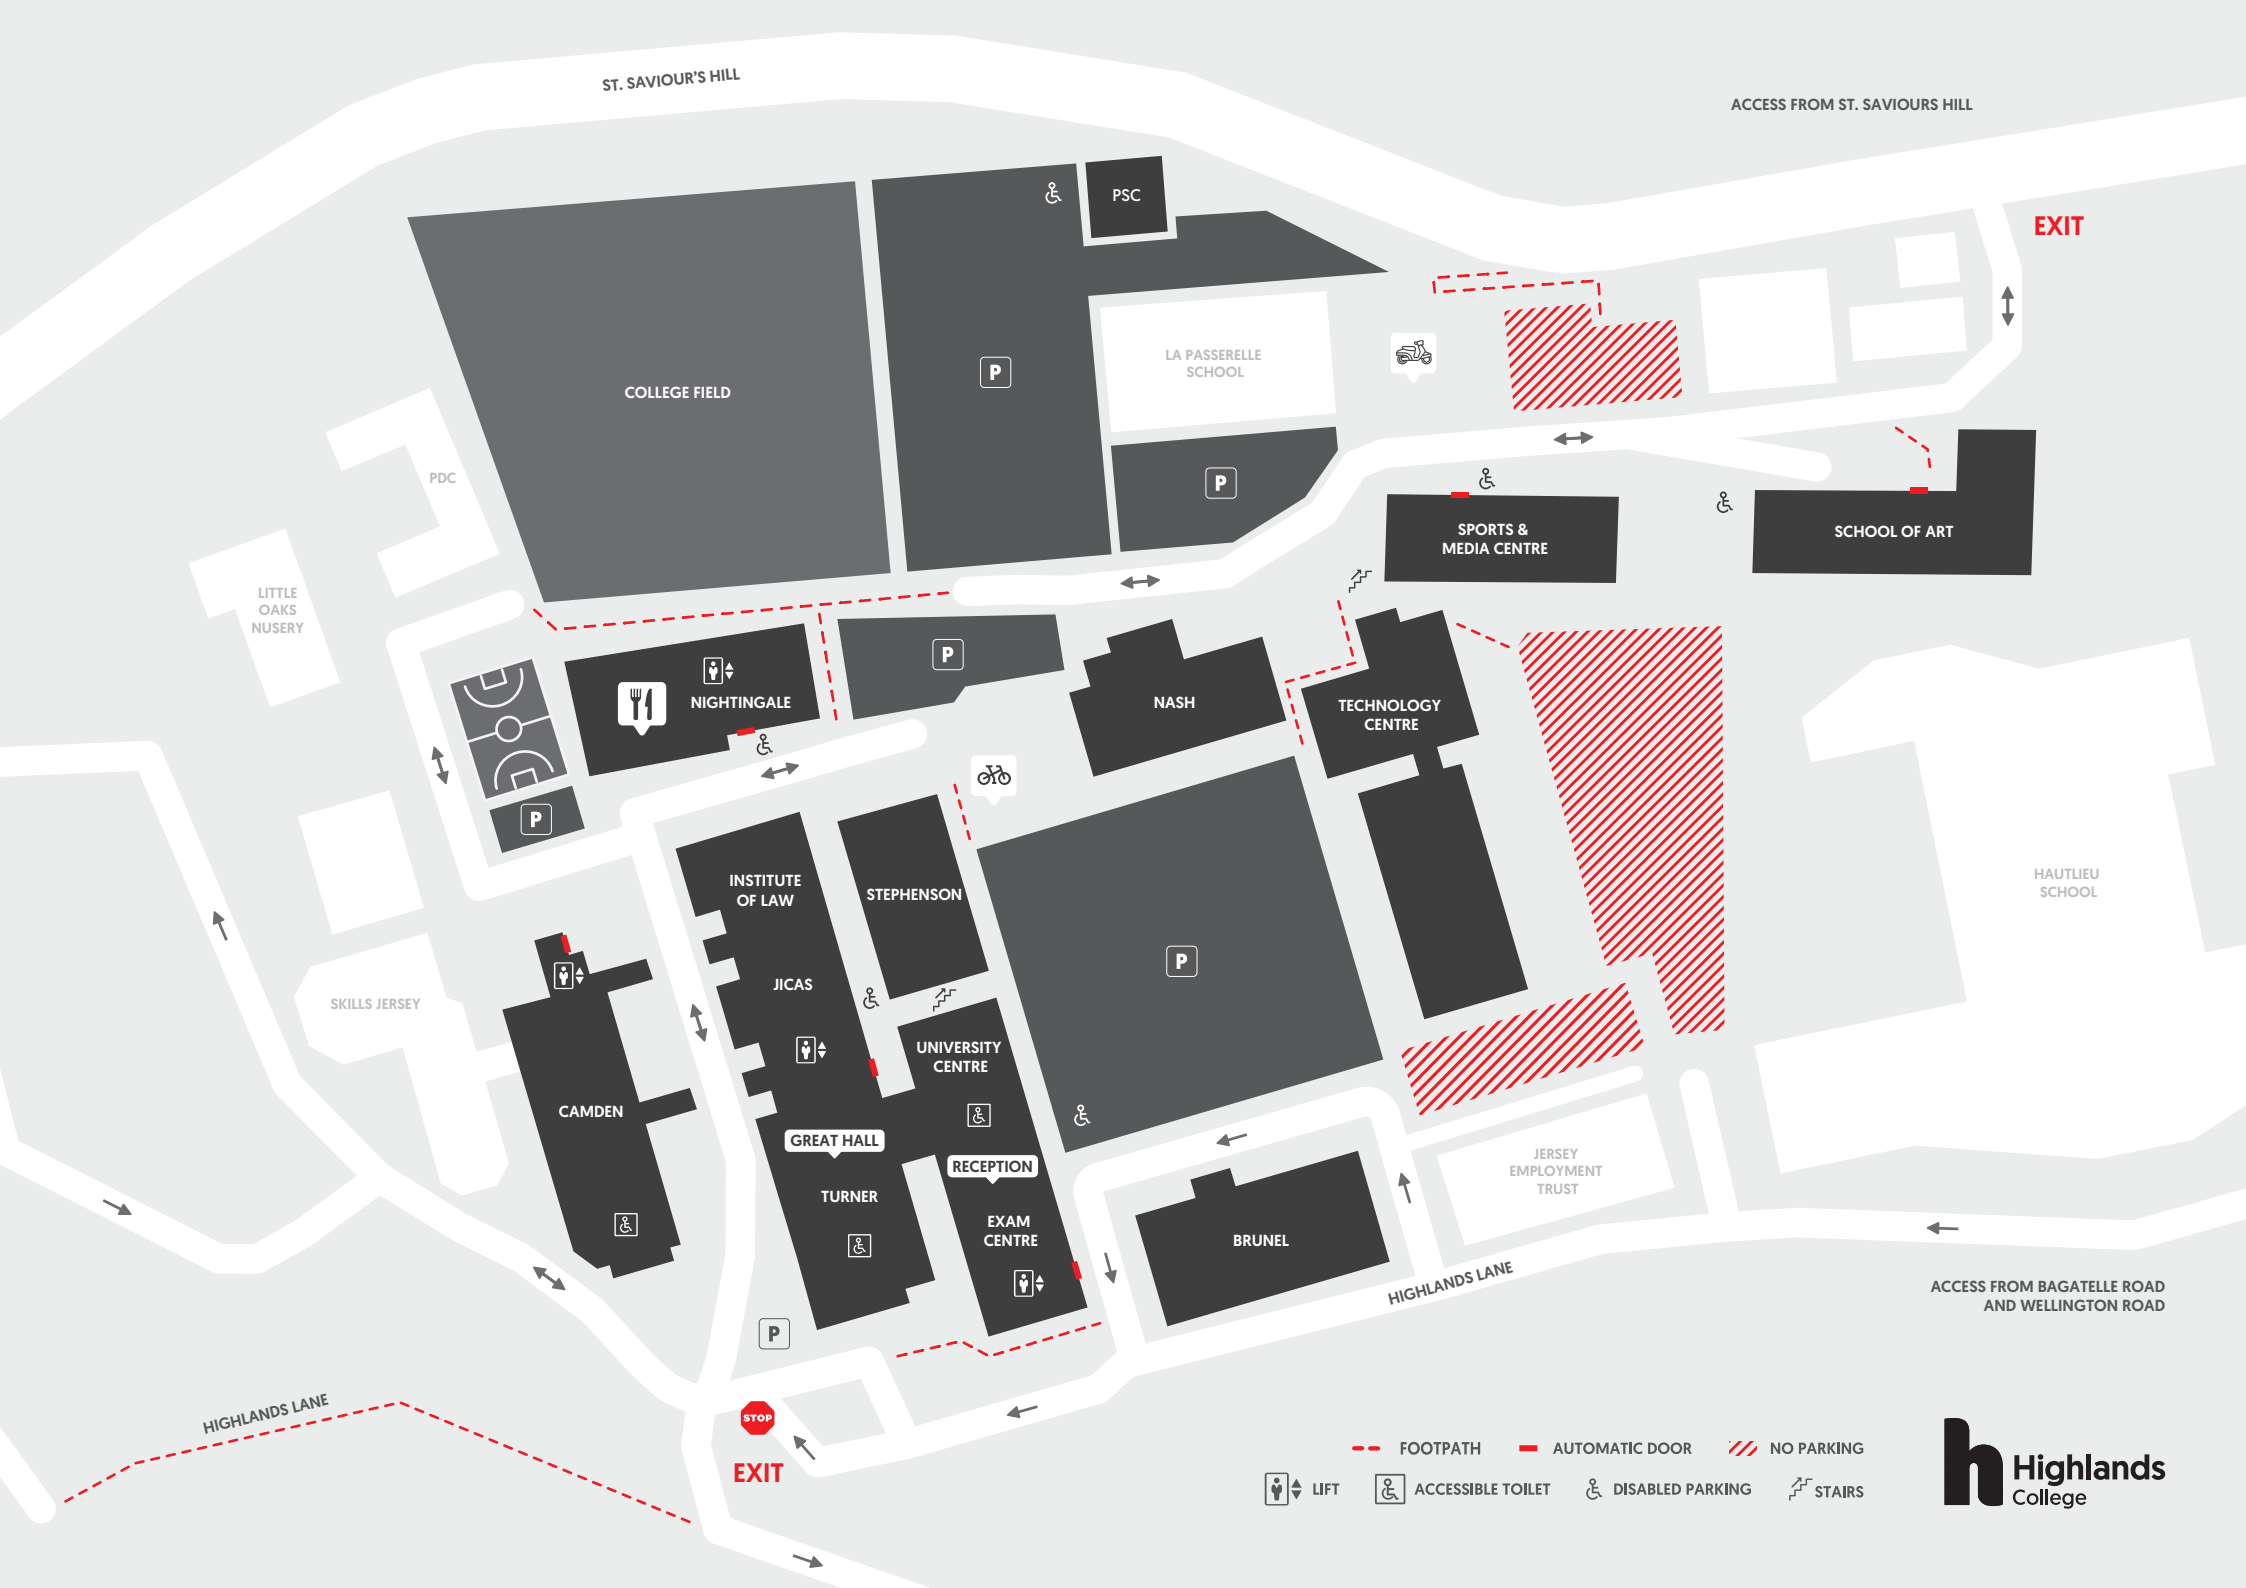 ST. SAVIOUR'S HILL
ACCESS FROM ST. SAVIOURS HILL
PSC
EXIT
LA PASSERELLE
SCHOOL
P
COLLEGE FIELD
PDC
P
SPORTS &
MEDIA CENTRE
SCHOOL OF ART
LITTLE
OAKS
NUSERY
P
NIGHTINGALE
NASH
TECHNOLOGY
CENTRE
P
INSTITUTE
OF LAW
STEPHENSON
HAUTLIEU
SCHOOL
P
JICAS
SKILLS JERSEY
UNIVERSITY
CENTRE
CAMDEN
GREAT HALL
RECEPTION
JERSEY
EMPLOYMENT
TRUST
TURNER
EXAM
CENTRE
BRUNEL
HIGHLANDS LANE
ACCESS FROM BAGATELLE ROAD
AND WELLINGTON ROAD
P
HIGHLANDS LANE
STOP
EXIT
FOOTPATH
AUTOMATIC DOOR
NO PARKING
LIFT
ACCESSIBLE TOILET
DISABLED PARKING
STAIRS
h
Highlands
College